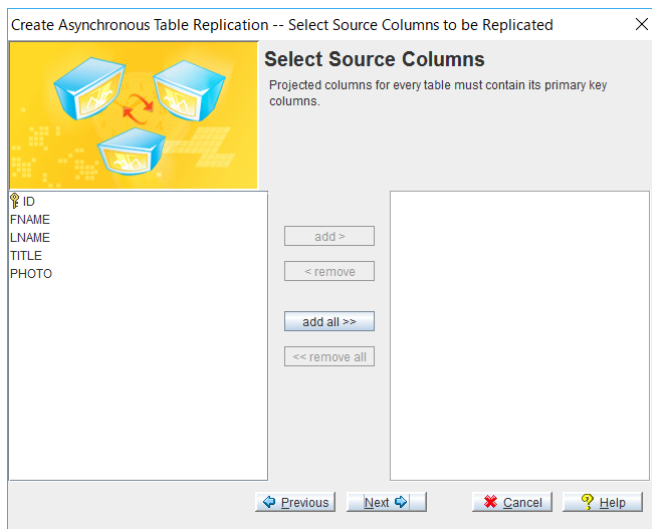 Create Asynchronous Table Replication -- Select Source Columns to be Replicated
Select Source Columns
Projected columns for every table must contain its primary key
columns.
ID
FNAME
LNAME
TITLE
PHOTO
add >
< remove
add all >>
<< remove all
Previous
Next
Cancel
Help